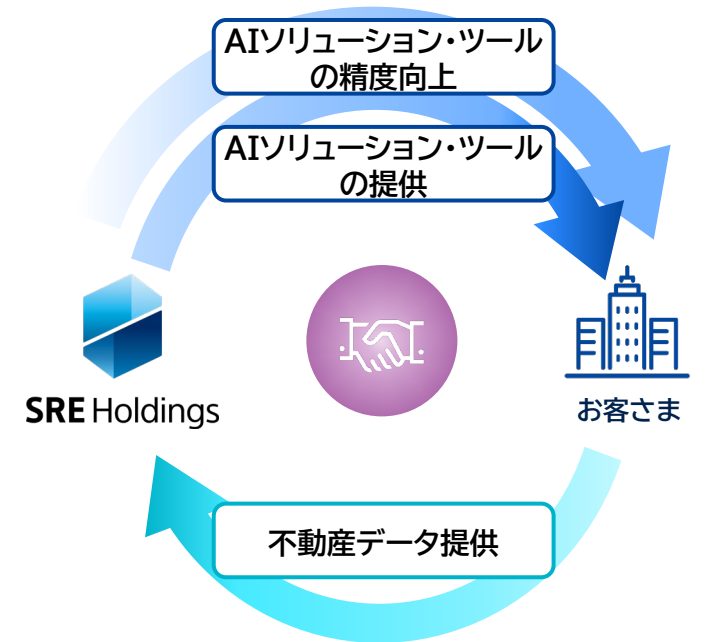 AIソリューション・ツール
の精度向上
AIソリューション・ツール
の提供
SRE Holdings
お客さま
不動産データ提供